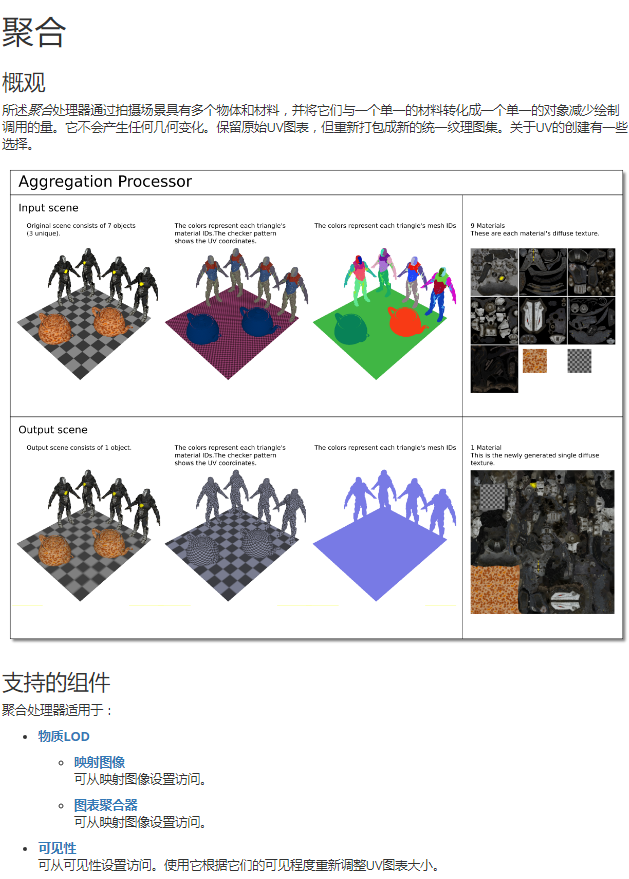 聚合
概观
所述聚合处理器通过拍摄场景具有多个物体和材料，并将它们与一个单一的材料转化成一个单一的对象减少绘制
调用的量。它不会产生任何几何变化。保留原始UV图表，但重新打包成新的统一纹理图集。关于UV的创建有一些
选择。
Aggregation Processor
Input scene
Original scene consists of 7 objects
(3 unique).
The colors represent each triangle's
material IDs.The checker pattern
shows the UV coordinates.
The colors represent each triangle's mesh IDs
9 Materials
These are each material's diffuse texture.
Output scene
Output scene consists of 1 object.
The colors represent each triangle's
material IDs.The checker pattern
shows the UV coordinates.
The colors represent each triangle's mesh IDs
1 Material
This is the newly generated single diffuse
texture.
支持的组件
聚合处理器适用于：
物质LOD
映射图像
可从映射图像设置访问。
图表聚合器
可从映射图像设置访问。
可见性
可从可见性设置访问。使用它根据它们的可见程度重新调整UV图表大小。